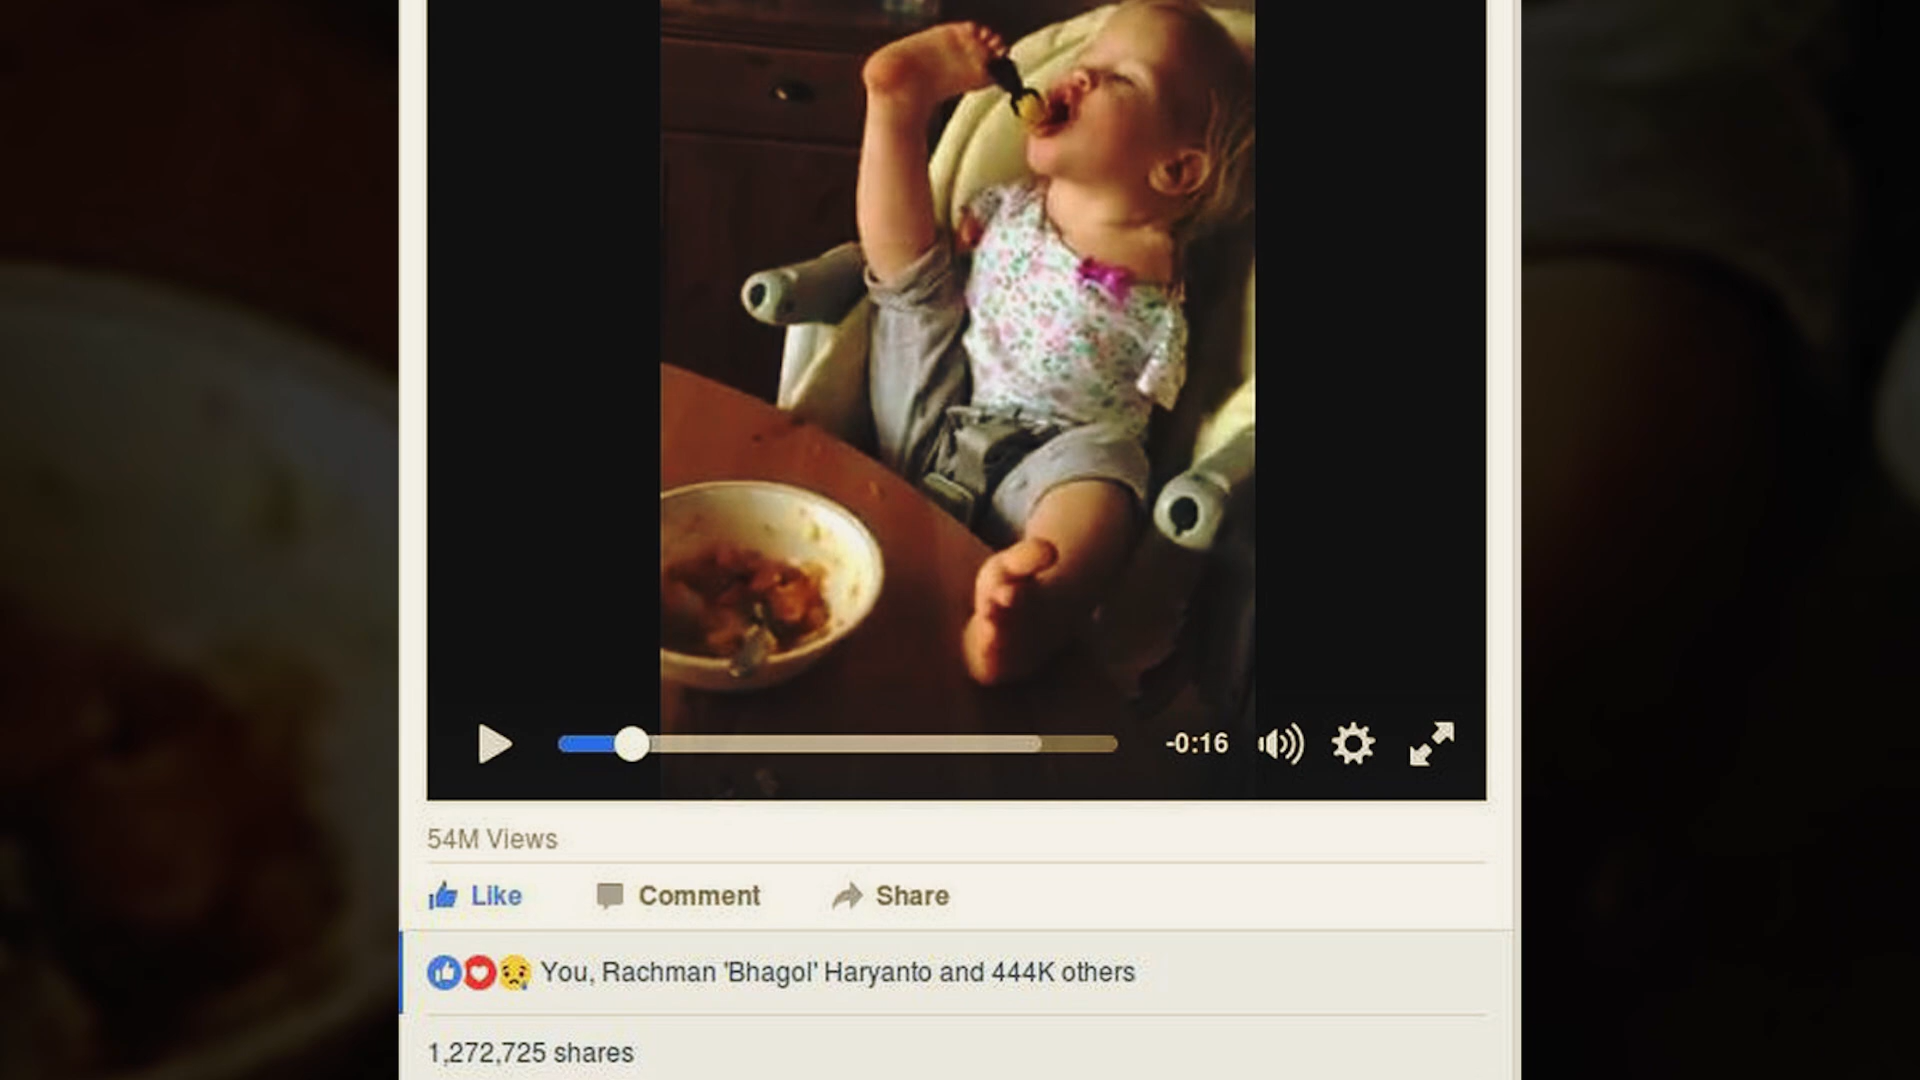 -0:16
54M Views
Like Comment Share
You, Rachman 'Bhagol' Haryanto and 444K others
1,272,725 shares